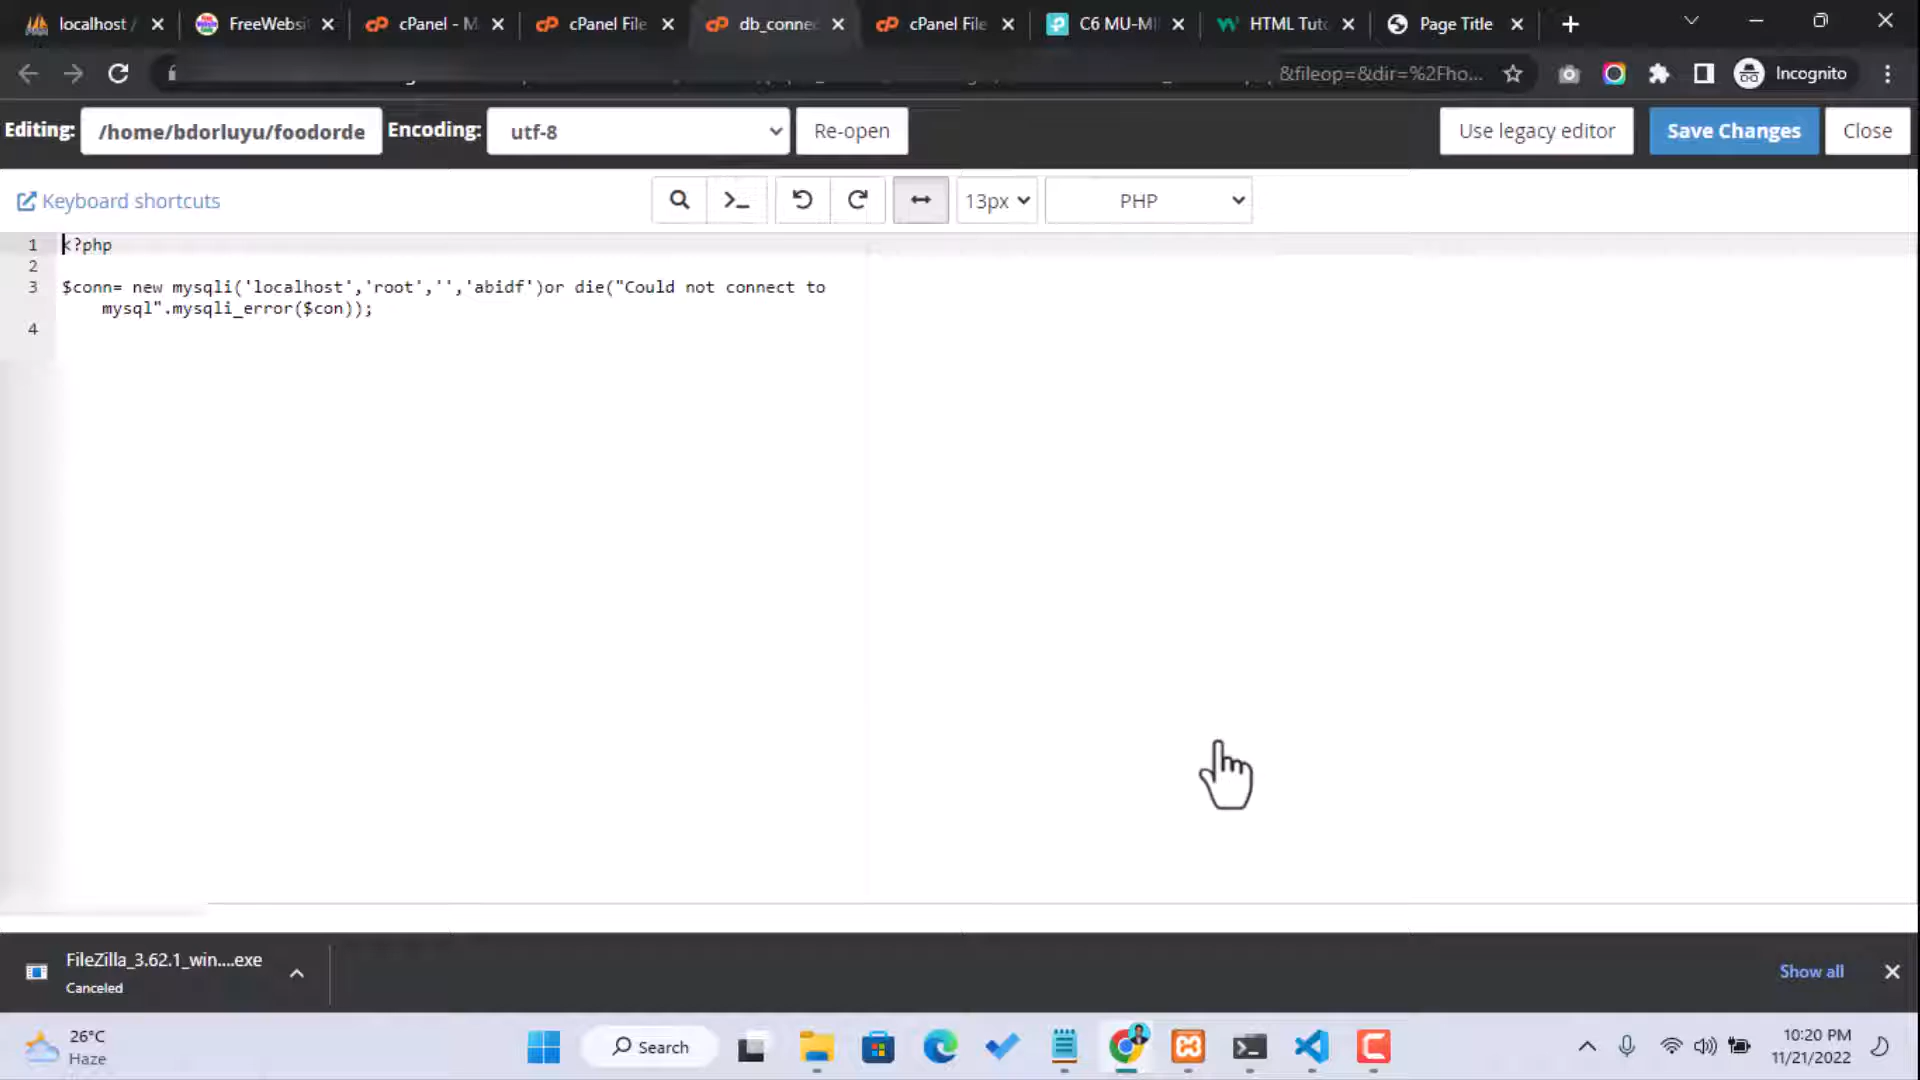 localhost /
FreeWebsi
cPanel - M
cPanel File
db_connec
cPanel File
C6 MU-MI
HTML Tuto
Page Title
&fileop=&dir=%2Fho...
Incognito
Editing:
/home/bdorluyu/foodorde
Encoding:
utf-8
Re-open
Use legacy editor
Save Changes
Close
Keyboard shortcuts
13px
PHP
1 <?php
2
3 $conn= new mysqli('localhost','root','','abidf')or die("Could not connect to
mysql".mysqli_error($con));
4
FileZilla_3.62.1_win....exe
Canceled
Show all
26°C
Haze
Search
10:20 PM
11/21/2022